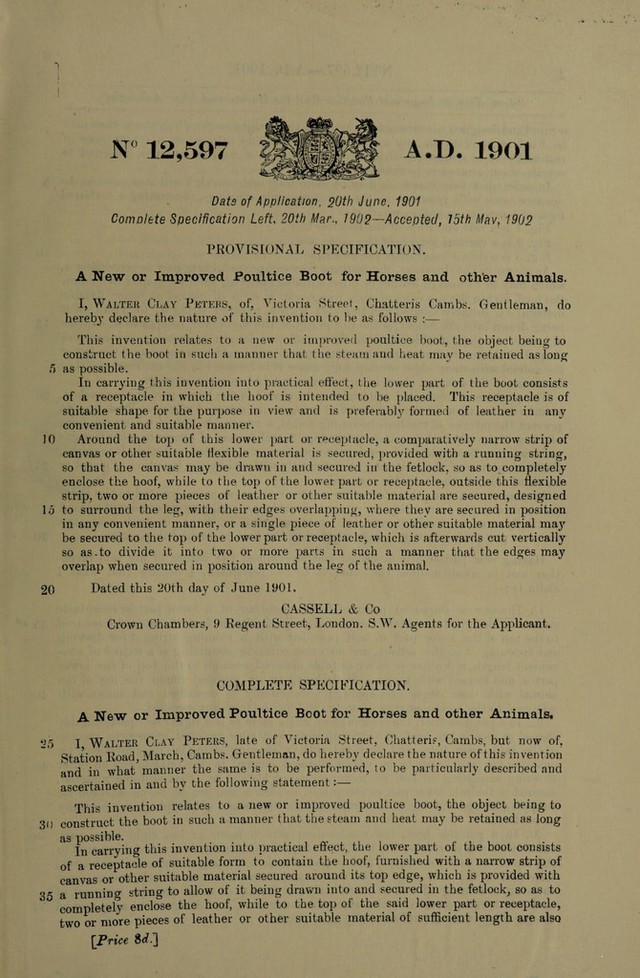 Nº 12,597 A.D. 1901
Date of Application, 20th June, 1901
Complete Specification Left, 20th Mar., 1902—Accepted, 15th May, 1902
PROVISIONAL SPECIFICATION.
A New or Improved Poultice Boot for Horses and other Animals.
I, WALTER CLAY PETERS, of, Victoria Street, Chatteris Cambs. Gentleman, do
hereby declare the nature of this invention to be as follows :—
This invention relates to a new or improved poultice boot, the object being to
construct the boot in such a manner that the steam and heat may be retained as long
5 as possible.
In carrying this invention into practical effect, the lower part of the boot consists
of a receptacle in which the hoof is intended to be placed. This receptacle is of
suitable shape for the purpose in view and is preferably formed of leather in any
convenient and suitable manner.
10 Around the top of this lower part or receptacle, a comparatively narrow strip of
canvas or other suitable flexible material is secured, provided with a running string,
so that the canvas may be drawn in and secured in the fetlock, so as to completely
enclose the hoof, while to the top of the lower part or receptacle, outside this flexible
strip, two or more pieces of leather or other suitable material are secured, designed
15 to surround the leg, with their edges overlapping, where they are secured in position
in any convenient manner, or a single piece of leather or other suitable material may
be secured to the top of the lower part or receptacle, which is afterwards cut vertically
so as to divide it into two or more parts in such a manner that the edges may
overlap when secured in position around the leg of the animal.
20 Dated this 20th day of June 1901.
CASSELL & Co
Crown Chambers, 9 Regent Street, London. S.W. Agents for the Applicant.
COMPLETE SPECIFICATION.
A New or Improved Poultice Boot for Horses and other Animals.
25 I, WALTER CLAY PETERS, late of Victoria Street, Chatteris, Cambs, but now of,
Station Road, March, Cambs. Gentleman, do hereby declare the nature of this invention
and in what manner the same is to be performed, to be particularly described and
ascertained in and by the following statement :—
This invention relates to a new or improved poultice boot, the object being to
30 construct the boot in such a manner that the steam and heat may be retained as long
as possible.
In carrying this invention into practical effect, the lower part of the boot consists
of a receptacle of suitable form to contain the hoof, furnished with a narrow strip of
canvas or other suitable material secured around its top edge, which is provided with
35 a running string to allow of it being drawn into and secured in the fetlock, so as to
completely enclose the hoof, while to the top of the said lower part or receptacle,
two or more pieces of leather or other suitable material of sufficient length are also
[Price 8d.]